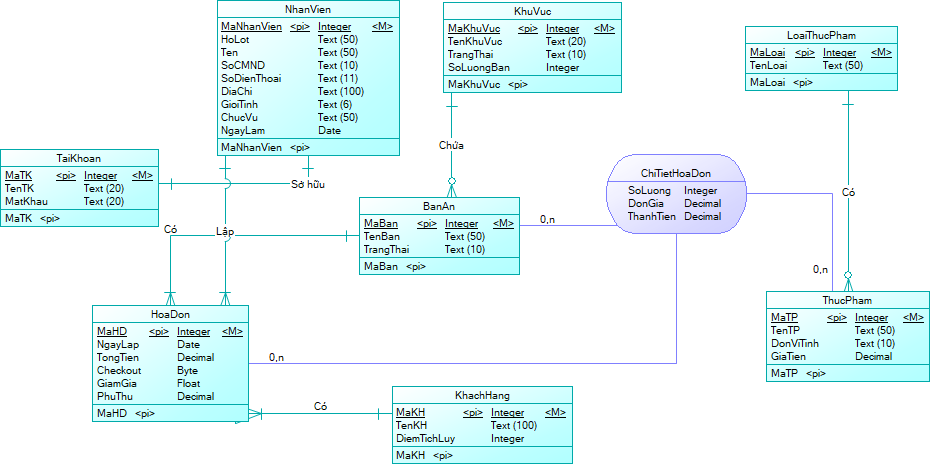 NhanVien
MaNhanVien <pi> Integer <M>
HoLot Text (50)
Ten Text (50)
SoCMND Text (10)
SoDienThoai Text (11)
DiaChi Text (100)
GioiTinh Text (6)
ChucVu Text (50)
NgayLam Date
MaNhanVien <pi>
KhuVuc
MaKhuVuc <pi> Integer <M>
TenKhuVuc Text (20)
TrangThai Text (10)
SoLuongBan Integer
MaKhuVuc <pi>
LoaiThucPham
MaLoai <pi> Integer <M>
TenLoai Text (50)
MaLoai <pi>
TaiKhoan
MaTK <pi> Integer <M>
TenTK Text (20)
MatKhau Text (20)
MaTK <pi>
Sở hữu
Chứa
ChiTietHoaDon
SoLuong Integer
DonGia Decimal
ThanhTien Decimal
Có
BanAn
MaBan <pi> Integer <M>
TenBan Text (50)
TrangThai Text (10)
MaBan <pi>
0,n
Có
Lập
0,n
HoaDon
MaHD <pi> Integer <M>
NgayLap Date
TongTien Decimal
Checkout Byte
GiamGia Float
PhuThu Decimal
MaHD <pi>
0,n
ThucPham
MaTP <pi> Integer <M>
TenTP Text (50)
DonViTinh Text (10)
GiaTien Decimal
MaTP <pi>
Có
KhachHang
MaKH <pi> Integer <M>
TenKH Text (100)
DiemTichLuy Integer
MaKH <pi>